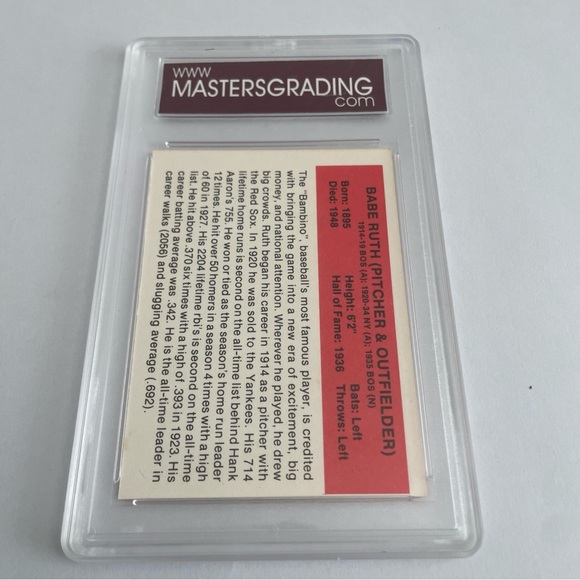 WWW
MASTERSGRADING
com
BABE RUTH (PITCHER & OUTFIELDER)
1914-19 BOS (A); 1920-34 NY (A); 1935 BOS (N)
Born: 1895 Height: 6'2" Bats: Left
Died: 1948 Hall of Fame: 1936 Throws: Left
The "Bambino", baseball's most famous player, is credited
with bringing the game into a new era of excitement, big
money, and national attention. Wherever he played, he drew
big crowds. Ruth began his career in 1914 as a pitcher with
the Red Sox. In 1920 he was sold to the Yankees. His 714
lifetime home runs is second on the all-time list behind Hank
Aaron's 755. He won or tied as the season's home run leader
12 times. He hit over 50 homers in a season 4 times with a high
of 60 in 1927. His 2204 lifetime rbi's is second on the all-time
list. He hit above .370 six times with a high of .393 in 1923. His
career batting average was .342. He is the all-time leader in
career walks (2056) and slugging average (.692).